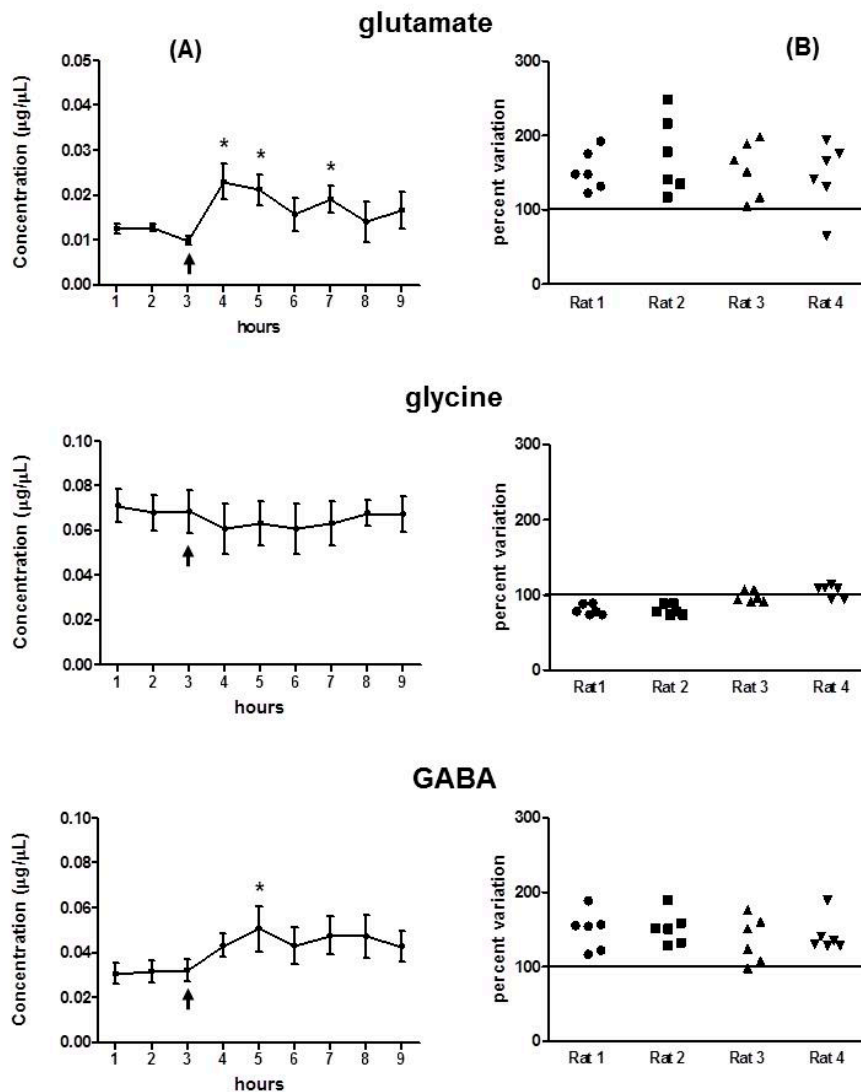 glutamate
(A)
(B)
Concentration (µg/µL)
0.05
0.04
0.03
0.02
0.01
0.00
* * *
1 2 3 4 5 6 7 8 9
hours
percent variation
300
200
100
0
Rat 1 Rat 2 Rat 3 Rat 4
glycine
Concentration (µg/µL)
0.10
0.08
0.06
0.04
0.02
0.00
1 2 3 4 5 6 7 8 9
hours
percent variation
300
200
100
0
Rat1 Rat 2 Rat 3 Rat 4
GABA
Concentration (µg/µL)
0.10
0.08
0.06
0.04
0.02
0.00
*
1 2 3 4 5 6 7 8 9
hours
percent variation
300
200
100
0
Rat 1 Rat 2 Rat 3 Rat 4